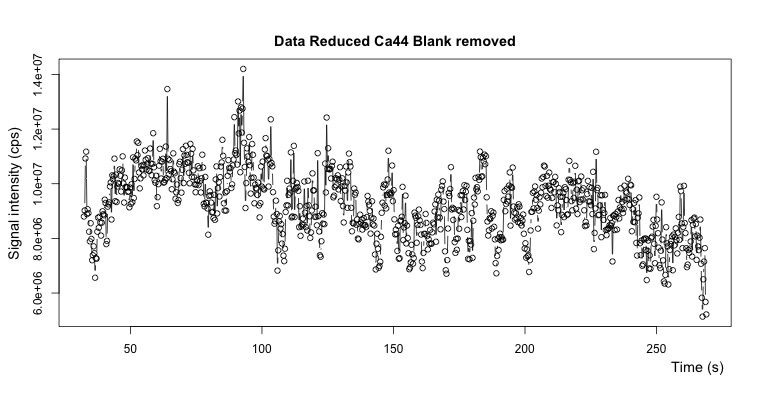 Data Reduced Ca44 Blank removed
Signal intensity (cps)
1.4e+07
1.2e+07
1.0e+07
8.0e+06
6.0e+06
50 100 150 200 250
Time (s)